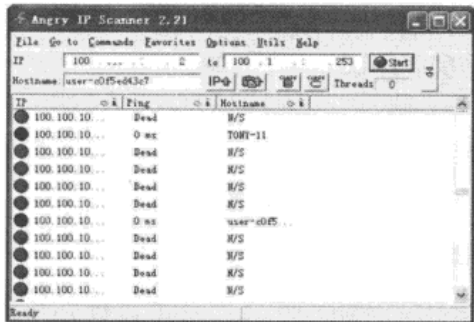 Angry IP Scanner 2.21
File Go to Commands Favorites Options Utils Help
IP 100 . ... . : . 2 to 100 . 1 . : . 253 Start
Hostname user-c0f5ed43c7 IP Threads 0
IP Ping Hostname
100.100.10... Dead N/S
100.100.10... 0 ms TONY-11
100.100.10... Dead N/S
100.100.10... Dead N/S
100.100.10... Dead N/S
100.100.10... Dead N/S
100.100.10... 0 ms user-c0f5...
100.100.10... Dead N/S
100.100.10... Dead N/S
100.100.10... Dead N/S
100.100.10... Dead N/S
Ready